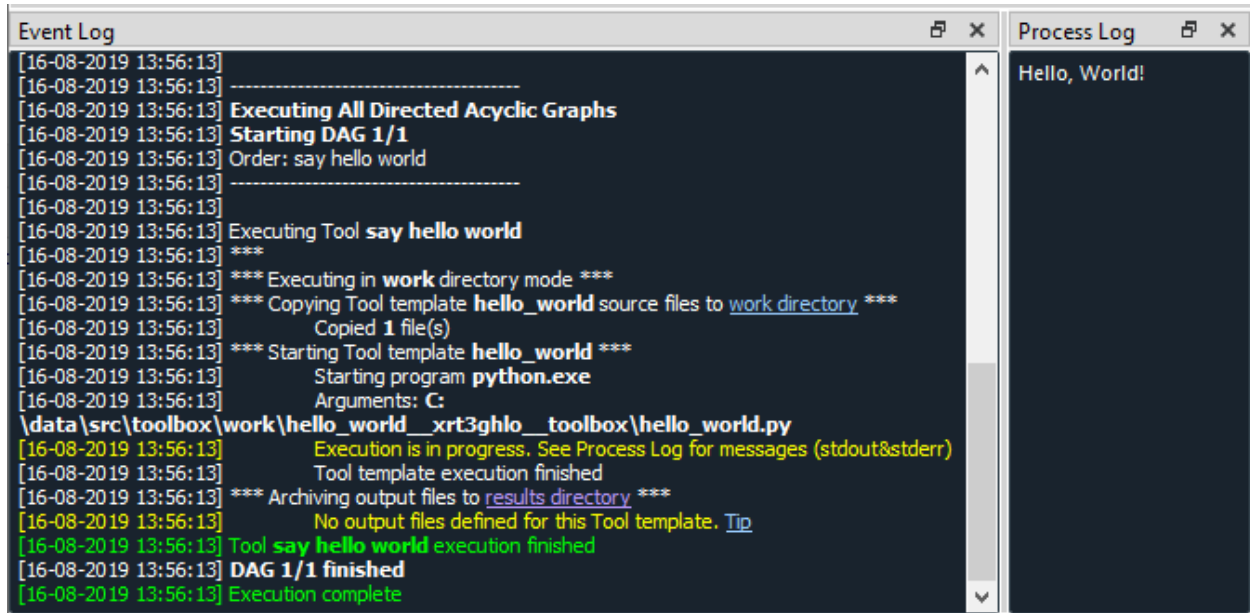 Event Log
[16-08-2019 13:56:13]
[16-08-2019 13:56:13] ----------------------------------------
[16-08-2019 13:56:13] Executing All Directed Acyclic Graphs
[16-08-2019 13:56:13] Starting DAG 1/1
[16-08-2019 13:56:13] Order: say hello world
[16-08-2019 13:56:13] ----------------------------------------
[16-08-2019 13:56:13]
[16-08-2019 13:56:13] Executing Tool say hello world
[16-08-2019 13:56:13] ***
[16-08-2019 13:56:13] *** Executing in work directory mode ***
[16-08-2019 13:56:13] *** Copying Tool template hello_world source files to work directory ***
[16-08-2019 13:56:13] Copied 1 file(s)
[16-08-2019 13:56:13] *** Starting Tool template hello_world ***
[16-08-2019 13:56:13] Starting program python.exe
[16-08-2019 13:56:13] Arguments: C:
\data\src\toolbox\work\hello_world__xrt3ghlo__toolbox\hello_world.py
[16-08-2019 13:56:13] Execution is in progress. See Process Log for messages (stdout&stderr)
[16-08-2019 13:56:13] Tool template execution finished
[16-08-2019 13:56:13] *** Archiving output files to results directory ***
[16-08-2019 13:56:13] No output files defined for this Tool template. Tip
[16-08-2019 13:56:13] Tool say hello world execution finished
[16-08-2019 13:56:13] DAG 1/1 finished
[16-08-2019 13:56:13] Execution complete
Process Log
Hello, World!